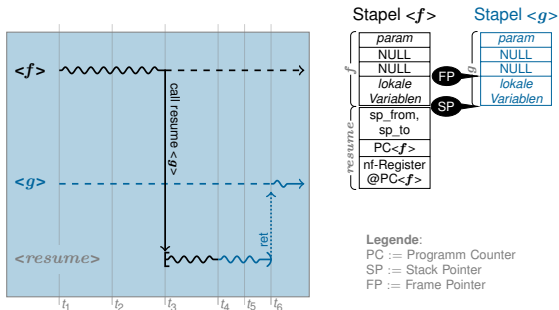 Stapel <f>
Stapel <g>
<f>
call resume <g>
<g>
ret
<resume>
t1
t2
t3
t4
t5
t6
f
param
NULL
NULL
lokale
Variablen
resume
sp_from,
sp_to
PC<f>
nf-Register
@PC<f>
FP
SP
g
param
NULL
NULL
lokale
Variablen
Legende:
PC := Programm Counter
SP := Stack Pointer
FP := Frame Pointer